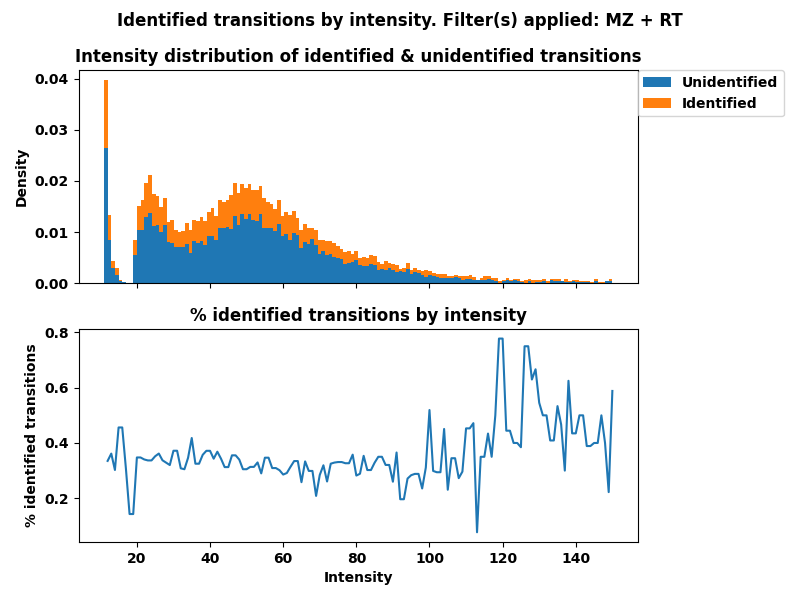 Identified transitions by intensity. Filter(s) applied: MZ + RT
Intensity distribution of identified & unidentified transitions
Unidentified
Identified
0.04
0.03
0.02
0.01
0.00
Density
% identified transitions by intensity
0.8
0.6
0.4
0.2
% identified transitions
20 40 60 80 100 120 140
Intensity